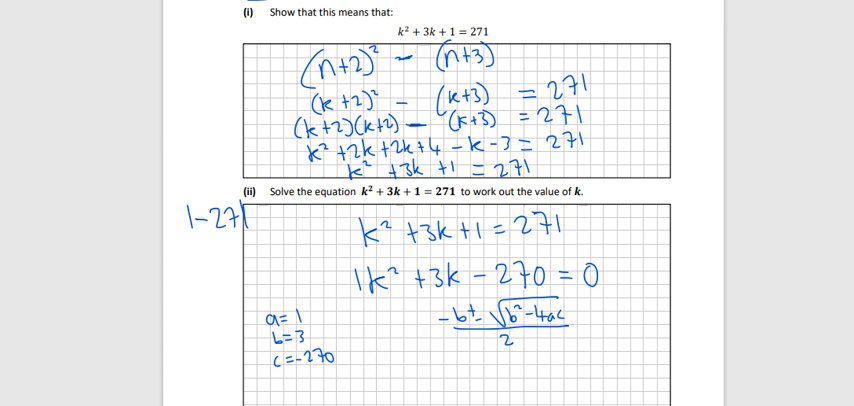 (i) Show that this means that:
k² + 3k + 1 = 271
(n+2)² − (n+3)
(k+2)² − (k+3) = 271
(k+2)(k+2) − (k+3) = 271
k² +2k +2k +4 −k −3 = 271
k² +3k +1 = 271
(ii) Solve the equation k² + 3k + 1 = 271 to work out the value of k.
1−271
k² +3k +1 = 271
1k² +3k − 270 = 0
a = 1
b = 3
c = −270
−b ± √b²−4ac
2